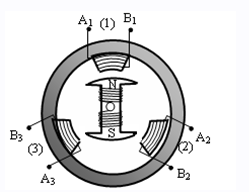 A1 (1) B1
N
B3 A2
(3) (2)
S
A3 B2